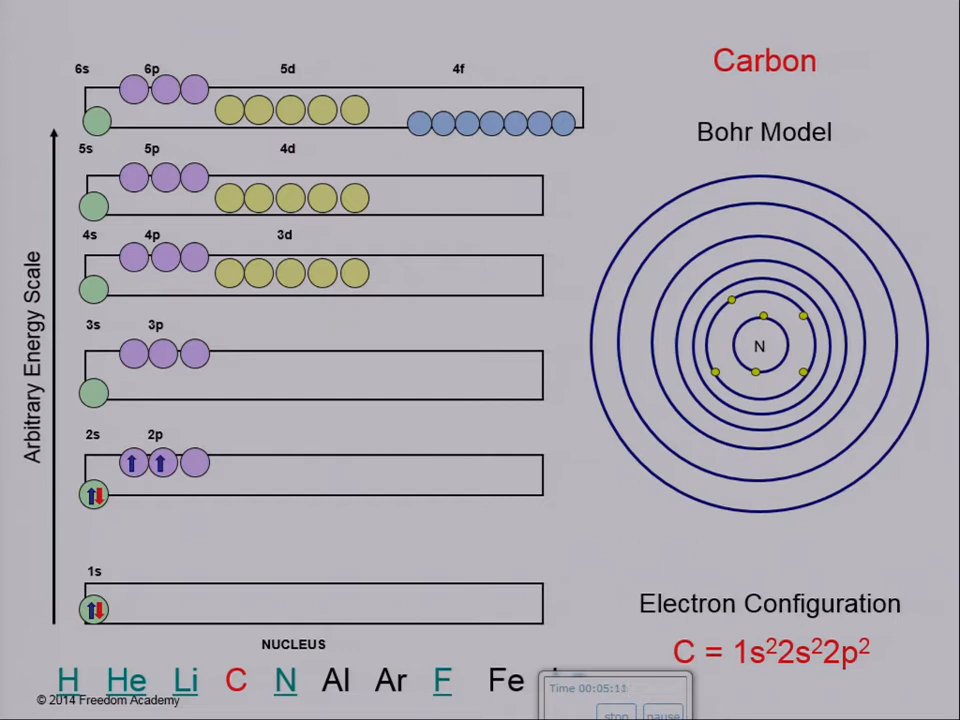 Carbon
6s 6p 5d 4f
Bohr Model
5s 5p 4d
4s 4p 3d
Arbitrary Energy Scale
3s 3p
N
2s 2p
1s
Electron Configuration
NUCLEUS
C = 1s²2s²2p²
H He Li C N Al Ar F Fe
Time 00:05:11
© 2014 Freedom Academy
stop pause